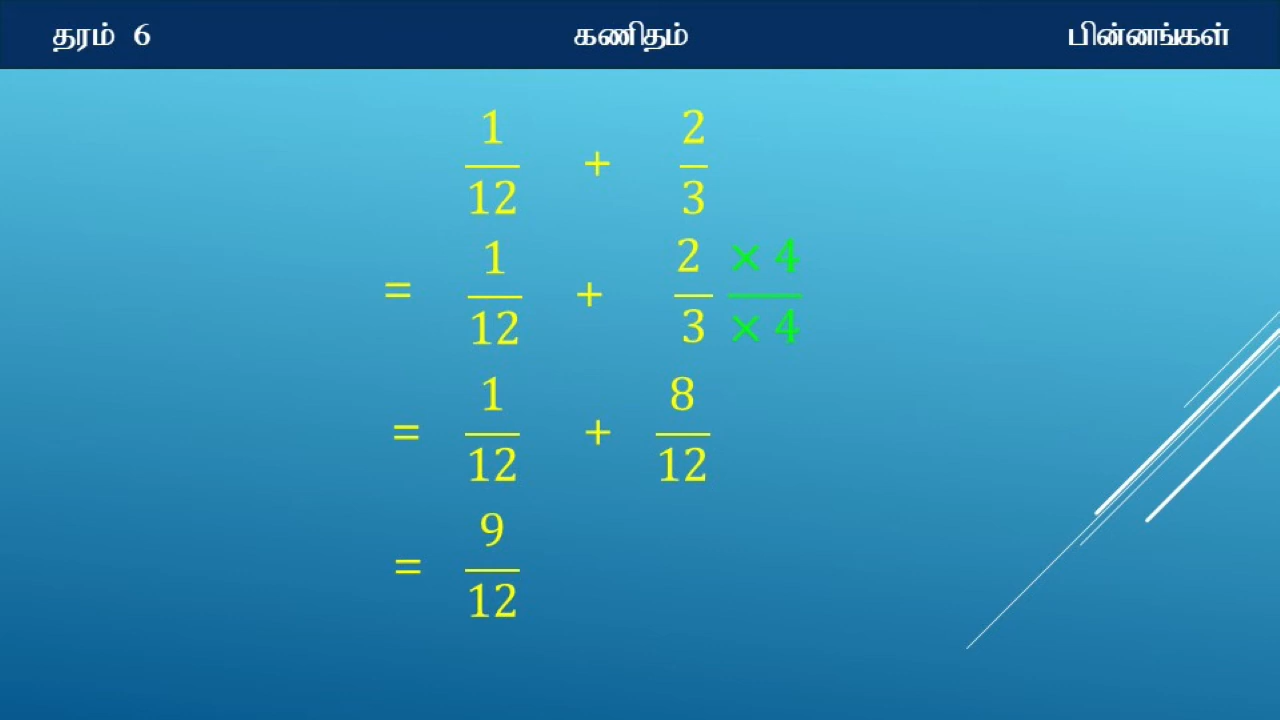 தரம் 6 கணிதம் பின்னங்கள்
1/12 + 2/3
= 1/12 + 2/3 × 4/× 4
= 1/12 + 8/12
= 9/12